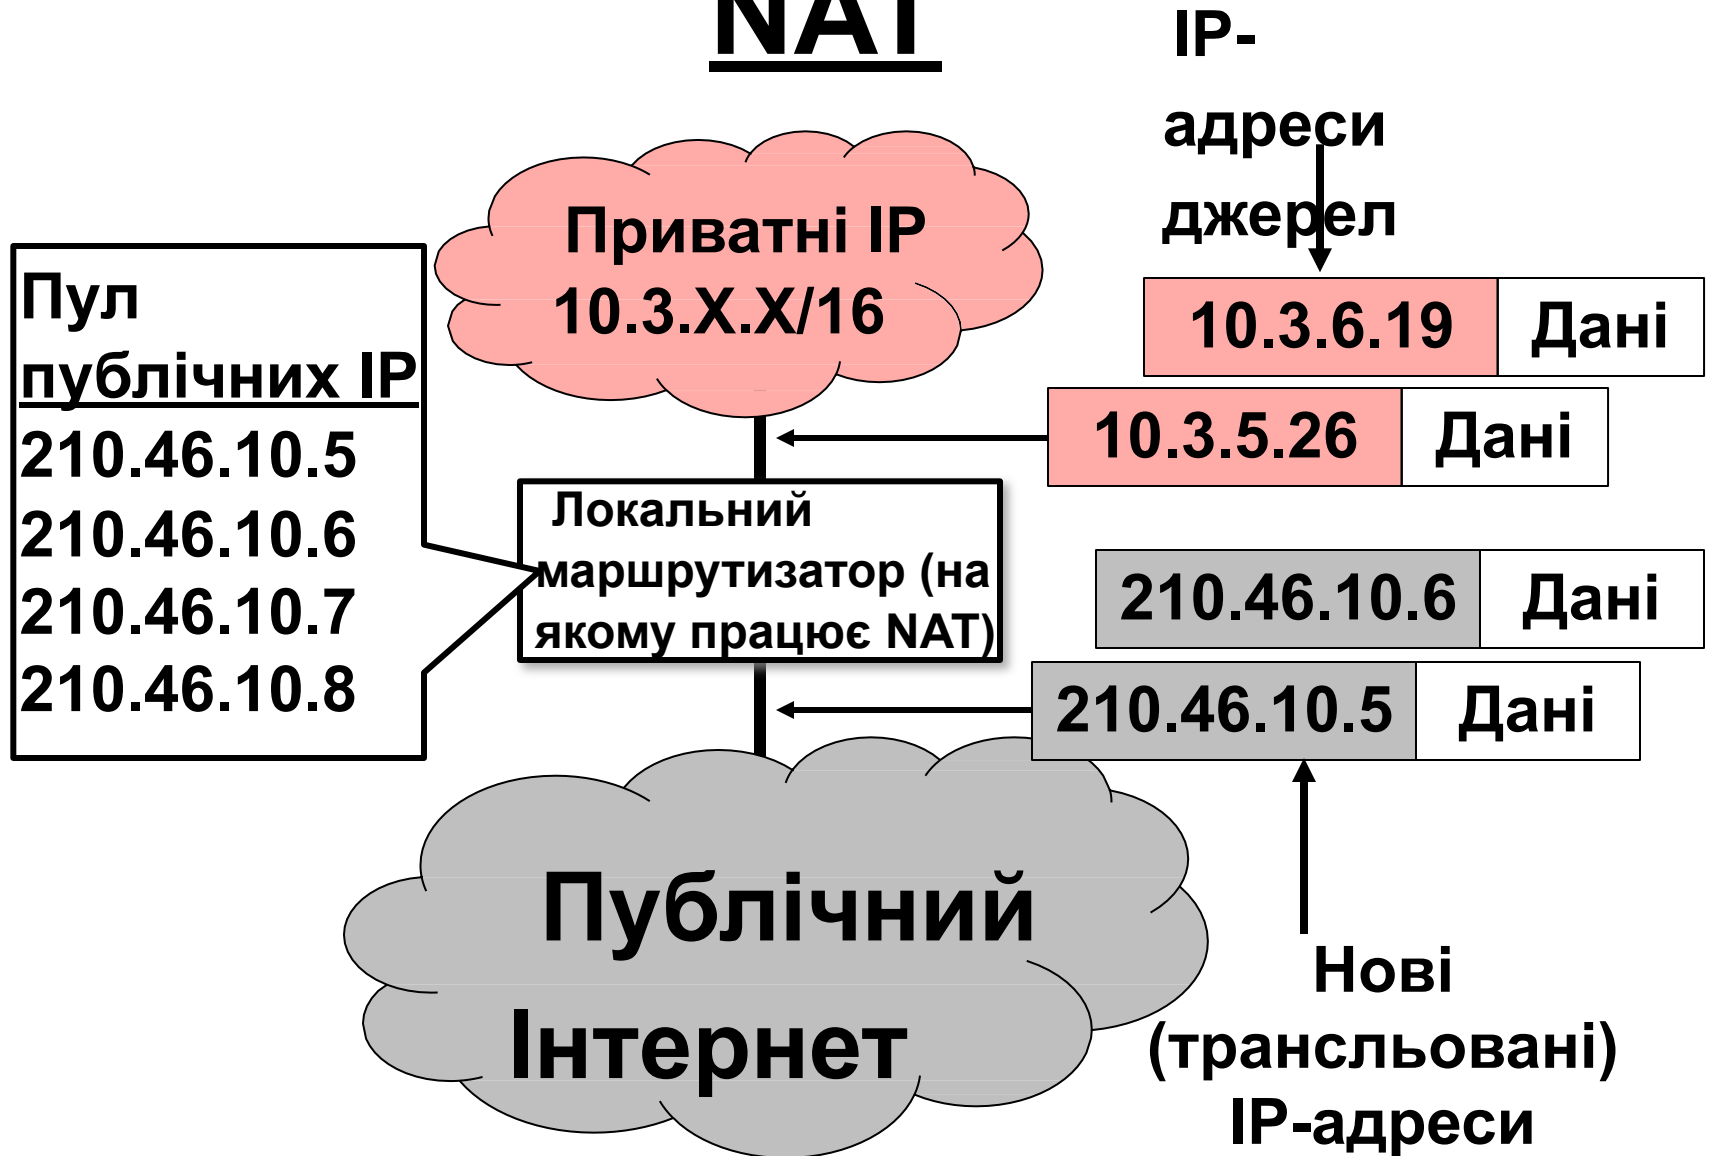 NAT
IP-
адреси
джерел
Приватні IP
10.3.X.X/16
Пул
публічних IP
210.46.10.5
210.46.10.6
210.46.10.7
210.46.10.8
10.3.6.19 Дані
10.3.5.26 Дані
Локальний
маршрутизатор (на
якому працює NAT)
210.46.10.6 Дані
210.46.10.5 Дані
Публічний
Інтернет
Нові
(трансльовані)
IP-адреси